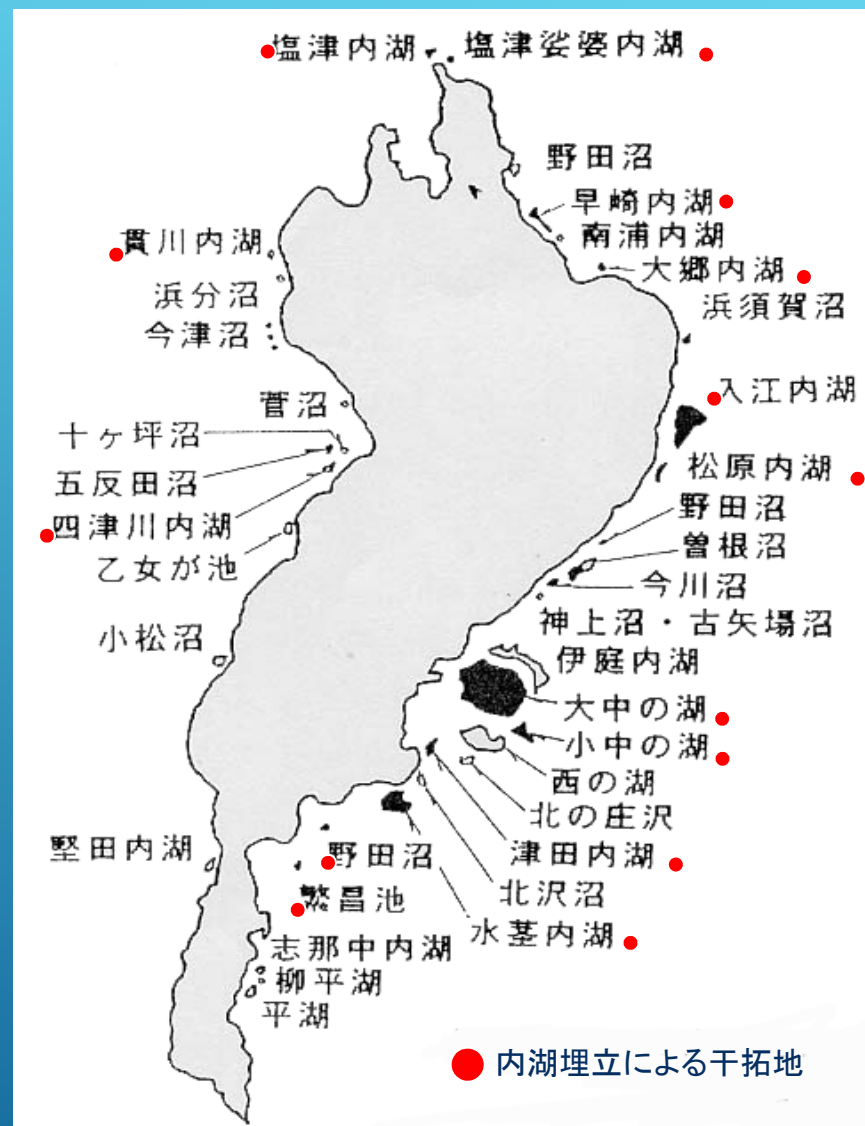 塩津内湖
塩津娑婆内湖
野田沼
早崎内湖
南浦内湖
貫川内湖
大郷内湖
浜分沼
浜須賀沼
今津沼
入江内湖
菅沼
十ヶ坪沼
松原内湖
五反田沼
野田沼
四津川内湖
曽根沼
乙女が池
今川沼
神上沼・古矢場沼
小松沼
伊庭内湖
大中の湖
小中の湖
西の湖
北の庄沢
堅田内湖
野田沼
津田内湖
繁昌池
北沢沼
水茎内湖
志那中内湖
柳平湖
平湖
内湖埋立による干拓地